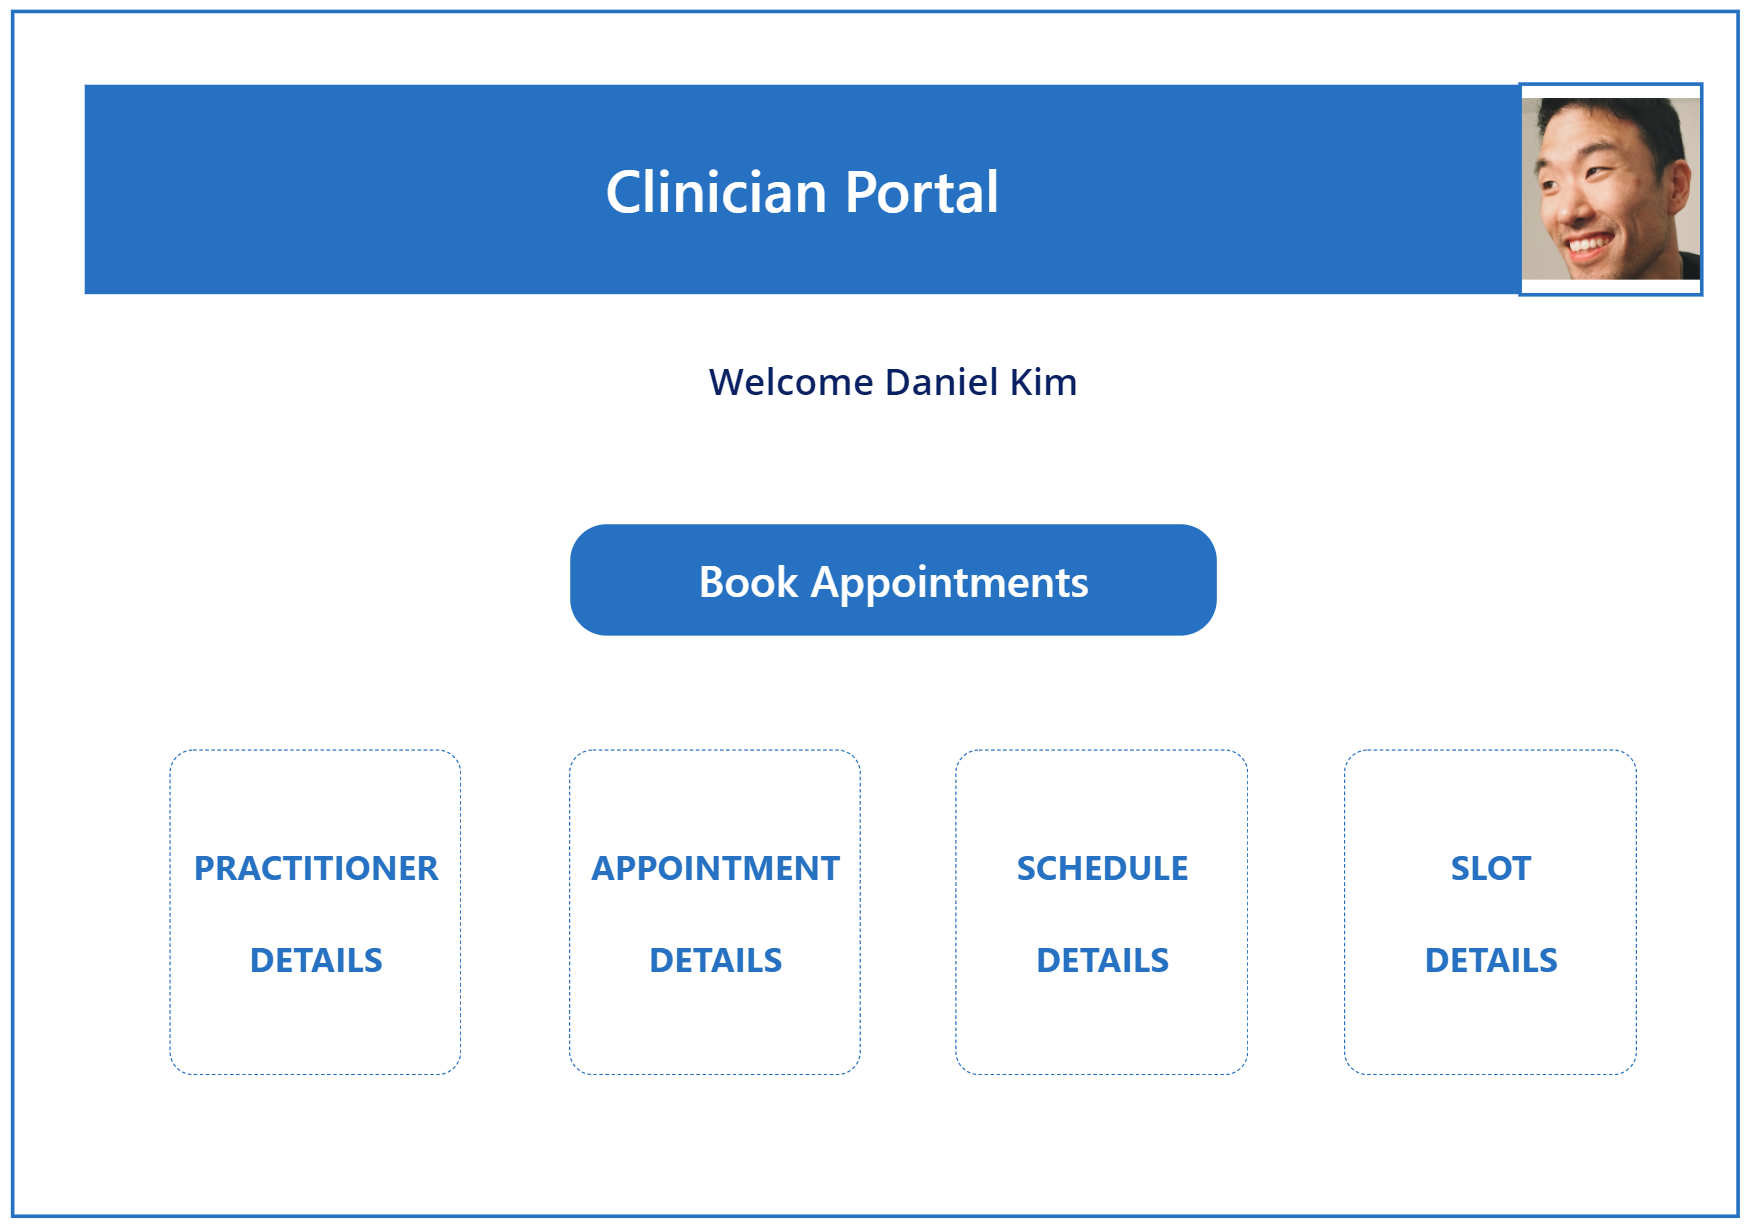 Clinician Portal
Welcome Daniel Kim
Book Appointments
PRACTITIONER
DETAILS
APPOINTMENT
DETAILS
SCHEDULE
DETAILS
SLOT
DETAILS